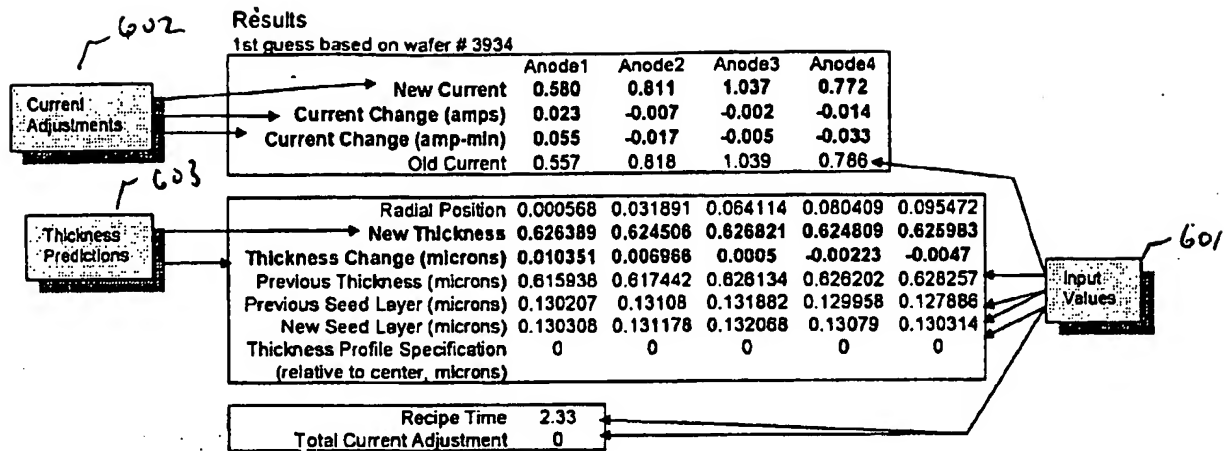 602
Results
1st guess based on wafer # 3934
Anode1 Anode2 Anode3 Anode4
New Current 0.580 0.811 1.037 0.772
Current Change (amps) 0.023 -0.007 -0.002 -0.014
Current Change (amp-min) 0.055 -0.017 -0.005 -0.033
Old Current 0.557 0.818 1.039 0.786
Current
Adjustments
603
Radial Position 0.000568 0.031891 0.064114 0.080409 0.095472
New Thickness 0.626389 0.624506 0.626821 0.624809 0.625983
Thickness Change (microns) 0.010351 0.006966 0.0005 -0.00223 -0.0047
Previous Thickness (microns) 0.615938 0.617442 0.626134 0.626202 0.628257
Previous Seed Layer (microns) 0.130207 0.13108 0.131882 0.129958 0.127886
New Seed Layer (microns) 0.130308 0.131178 0.132068 0.13079 0.130314
Thickness Profile Specification 0 0 0 0 0
(relative to center, microns)
Thickness
Predictions
601
Input
Values
Recipe Time 2.33
Total Current Adjustment 0